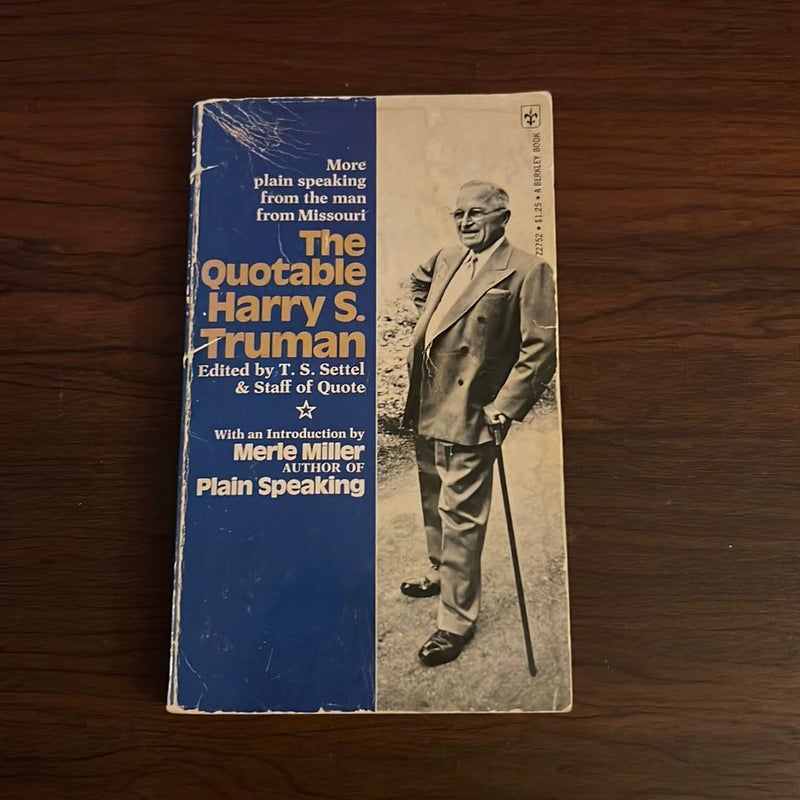 More
plain speaking
from the man
from Missouri
The
Quotable
Harry S.
Truman
Edited by T. S. Settel
& Staff of Quote
With an Introduction by
Merle Miller
AUTHOR OF
Plain Speaking
Z2752 • $1.25 • A BERKLEY BOOK